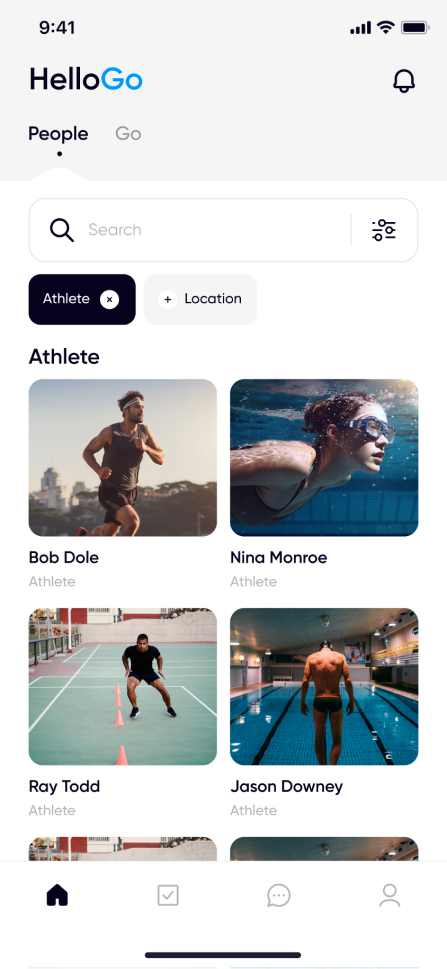 9:41
HelloGo
People Go
Search
Athlete × + Location
Athlete
Bob Dole Nina Monroe
Athlete Athlete
Ray Todd Jason Downey
Athlete Athlete